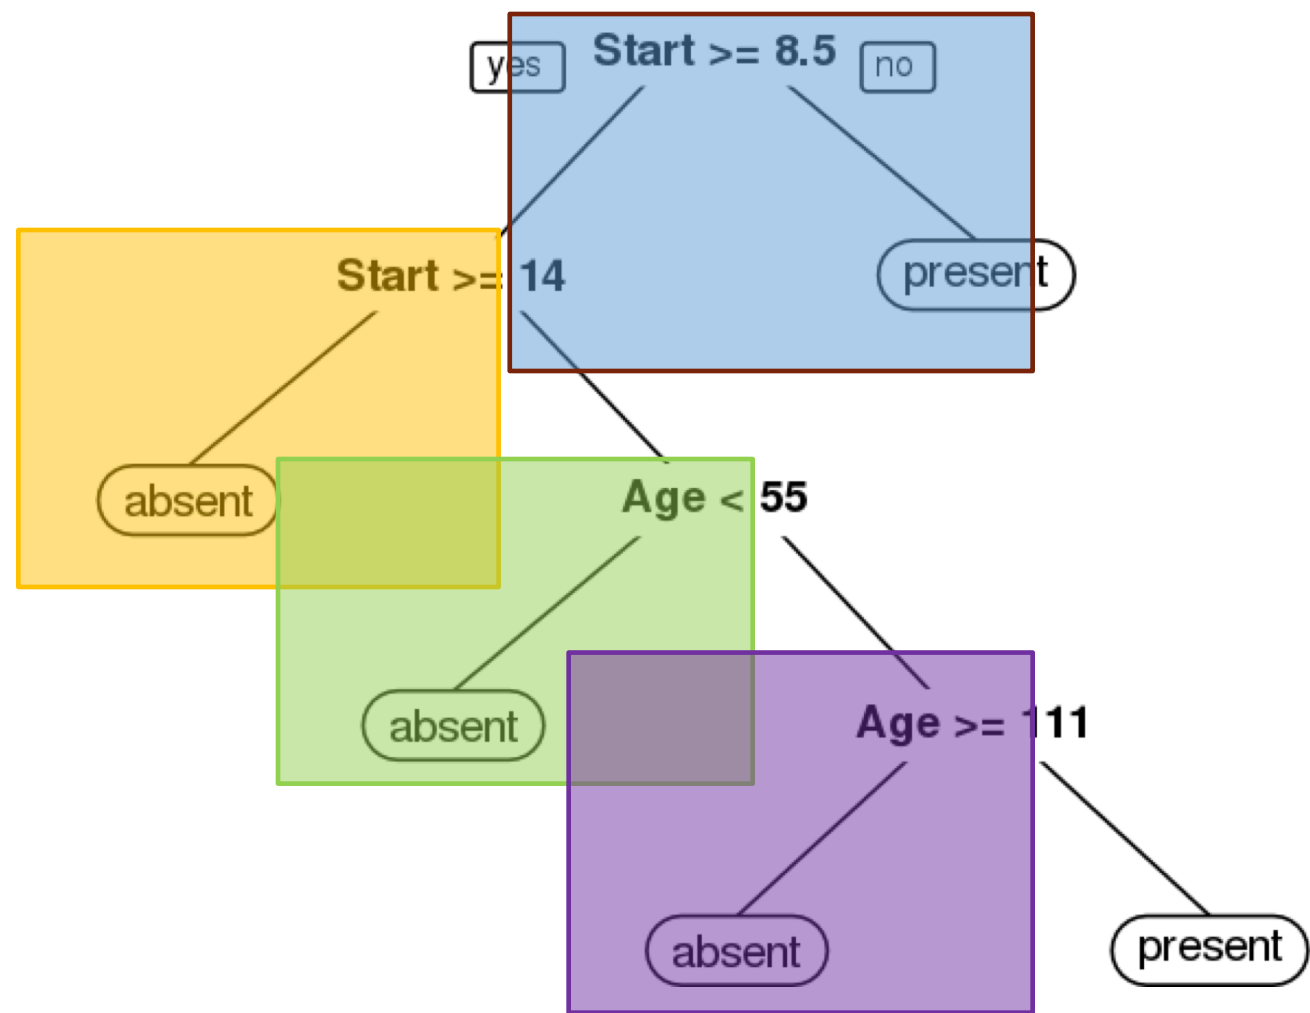 yes Start >= 8.5 no
Start >= 14 present
absent Age < 55
absent Age >= 111
absent present